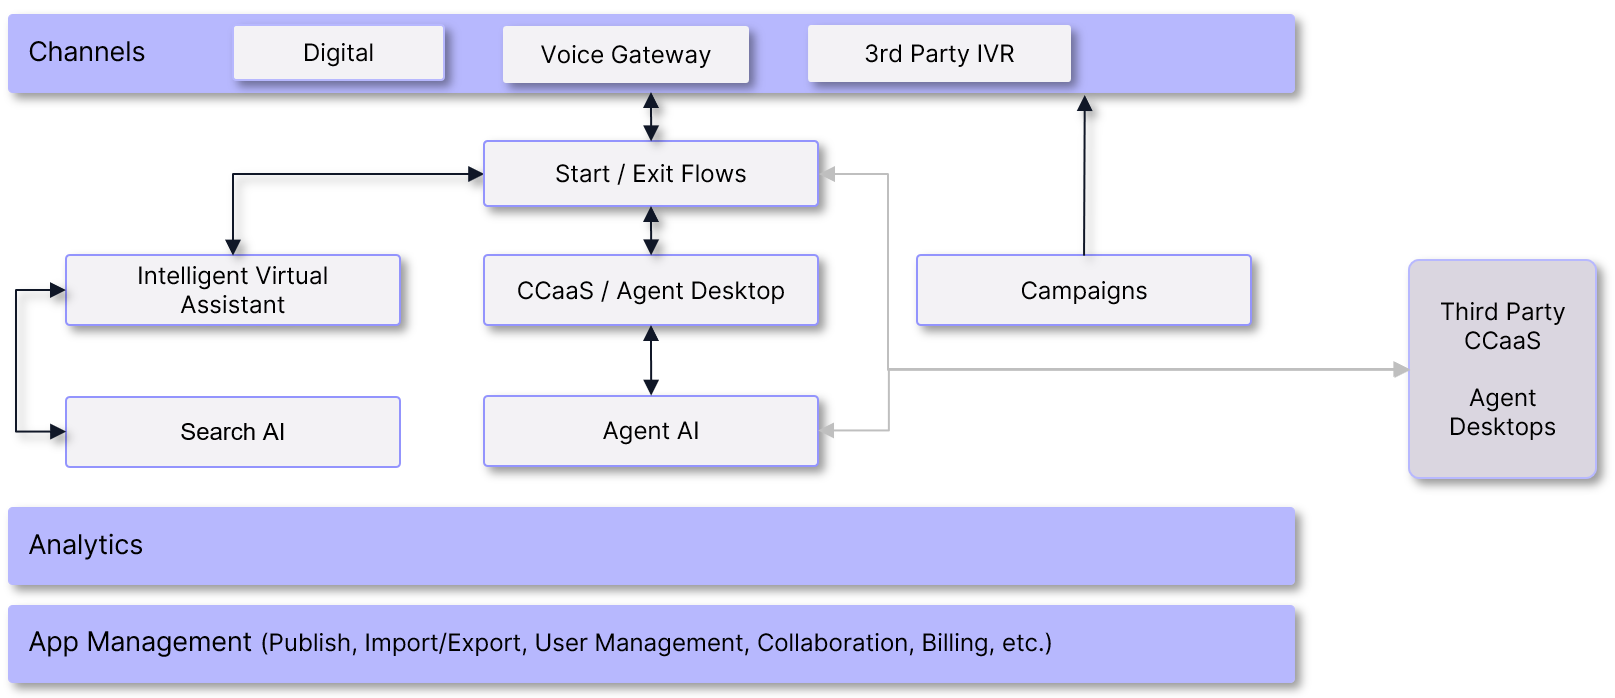 Channels
Digital
Voice Gateway
3rd Party IVR
Start / Exit Flows
Intelligent Virtual
Assistant
CCaaS / Agent Desktop
Campaigns
Third Party
CCaaS
Agent
Desktops
Search AI
Agent AI
Analytics
App Management (Publish, Import/Export, User Management, Collaboration, Billing, etc.)